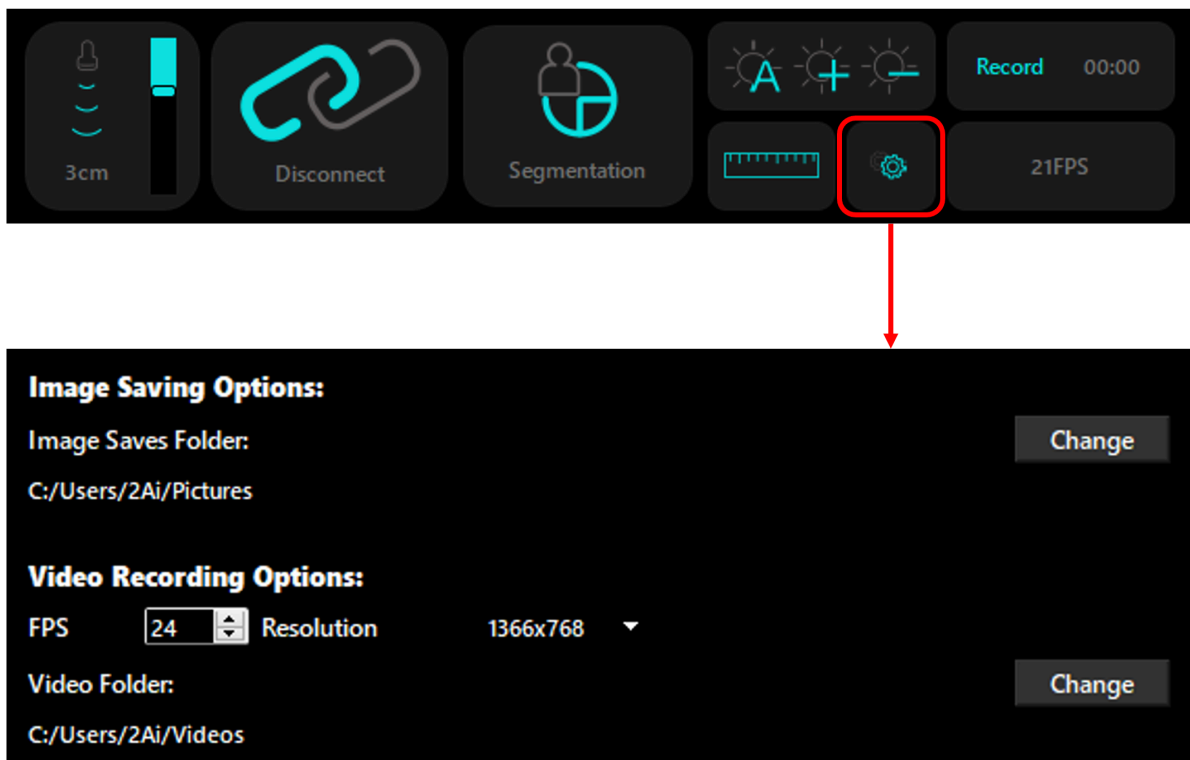 A
Record 00:00
3cm
Disconnect
Segmentation
21FPS
Image Saving Options:
Image Saves Folder:
Change
C:/Users/2Ai/Pictures
Video Recording Options:
FPS 24 Resolution 1366x768
Video Folder:
Change
C:/Users/2Ai/Videos